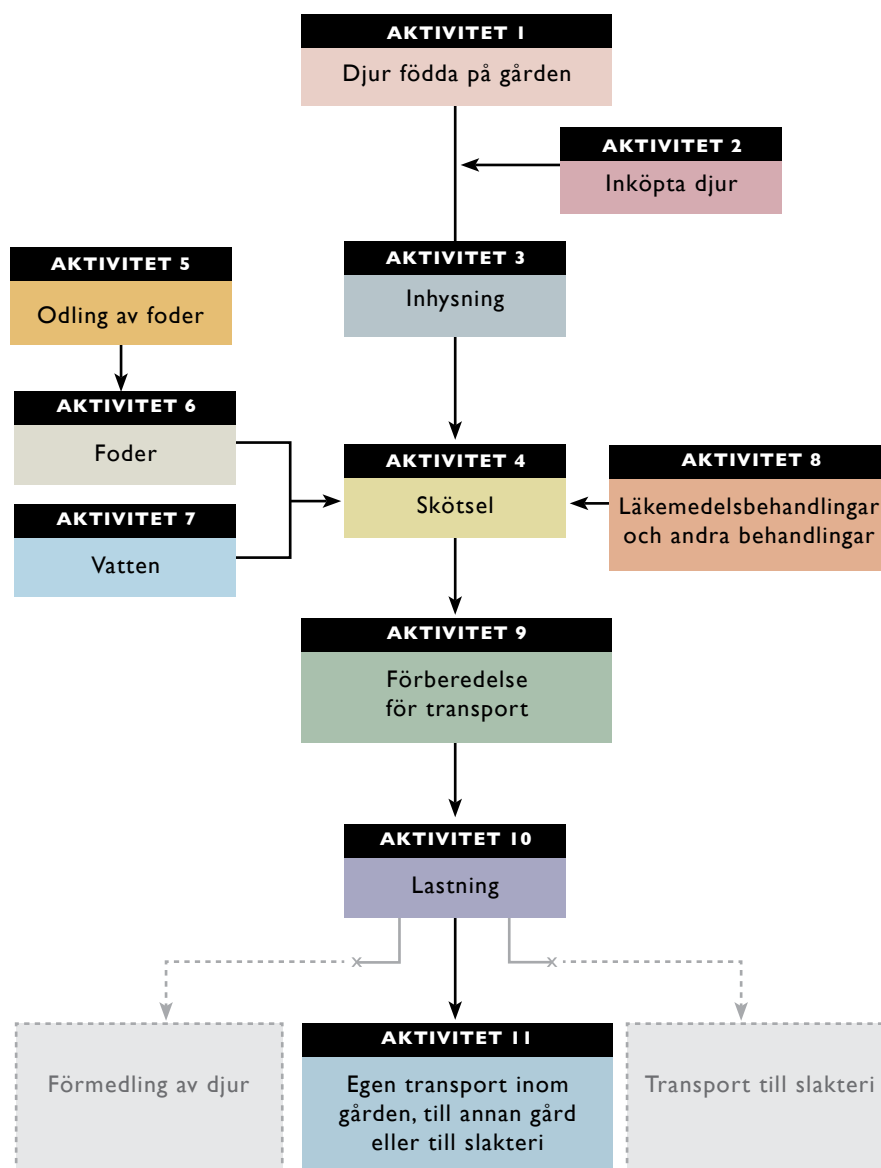 AKTIVITET 1
Djur födda på gården
AKTIVITET 2
Inköpta djur
AKTIVITET 3
Inhysning
AKTIVITET 5
Odling av foder
AKTIVITET 6
Foder
AKTIVITET 7
Vatten
AKTIVITET 4
Skötsel
AKTIVITET 8
Läkemedelsbehandlingar
och andra behandlingar
AKTIVITET 9
Förberedelse
för transport
AKTIVITET 10
Lastning
x
x
Förmedling av djur
AKTIVITET 11
Egen transport inom
gården, till annan gård
eller till slakteri
Transport till slakteri